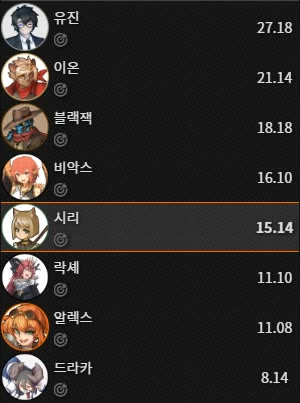 유진
27.18
이온
21.14
블랙잭
18.18
비악스
16.10
시리
15.14
락셰
11.10
알렉스
11.08
드라카
8.14